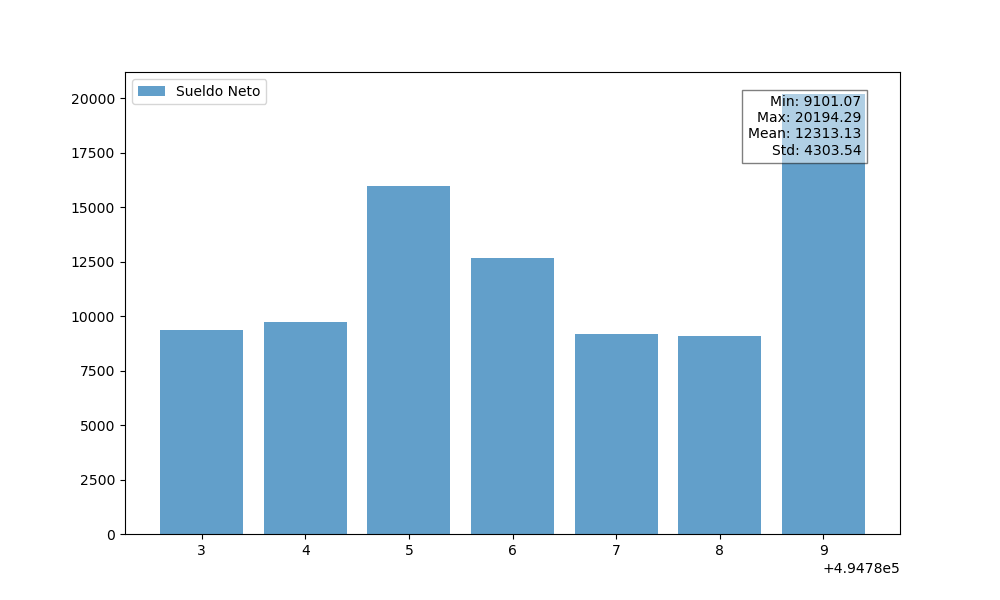 Sueldo Neto
Min: 9101.07
Max: 20194.29
Mean: 12313.13
Std: 4303.54
20000
17500
15000
12500
10000
7500
5000
2500
0
3 4 5 6 7 8 9
+4.9478e5